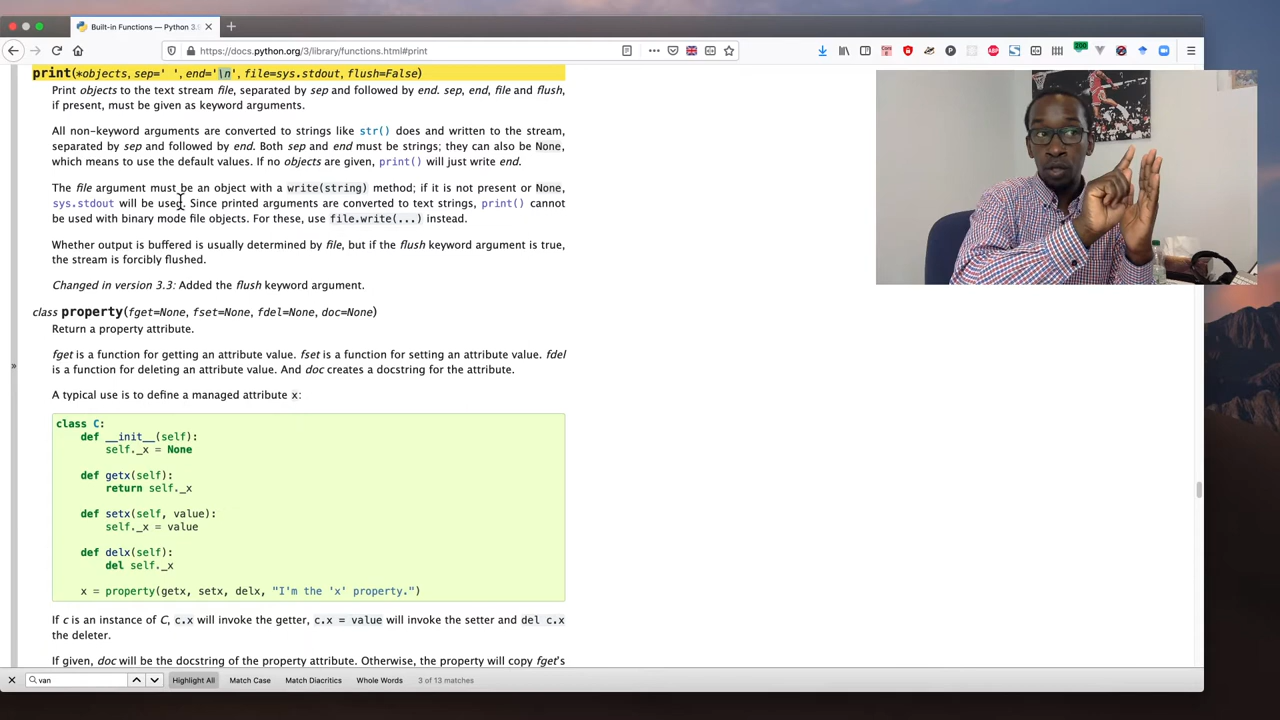 Built-in Functions — Python 3.
https://docs.python.org/3/library/functions.html#print
200
print(*objects, sep=' ', end='\n', file=sys.stdout, flush=False)
Print objects to the text stream file, separated by sep and followed by end. sep, end, file and flush,
if present, must be given as keyword arguments.
All non-keyword arguments are converted to strings like str() does and written to the stream,
separated by sep and followed by end. Both sep and end must be strings; they can also be None,
which means to use the default values. If no objects are given, print() will just write end.
The file argument must be an object with a write(string) method; if it is not present or None,
sys.stdout will be used. Since printed arguments are converted to text strings, print() cannot
be used with binary mode file objects. For these, use file.write(...) instead.
Whether output is buffered is usually determined by file, but if the flush keyword argument is true,
the stream is forcibly flushed.
Changed in version 3.3: Added the flush keyword argument.
class property(fget=None, fset=None, fdel=None, doc=None)
Return a property attribute.
fget is a function for getting an attribute value. fset is a function for setting an attribute value. fdel
is a function for deleting an attribute value. And doc creates a docstring for the attribute.
A typical use is to define a managed attribute x:
class C:
def __init__(self):
self._x = None
def getx(self):
return self._x
def setx(self, value):
self._x = value
def delx(self):
del self._x
x = property(getx, setx, delx, "I'm the 'x' property.")
If c is an instance of C, c.x will invoke the getter, c.x = value will invoke the setter and del c.x
the deleter.
If given, doc will be the docstring of the property attribute. Otherwise, the property will copy fget's
van Highlight All Match Case Match Diacritics Whole Words 3 of 13 matches